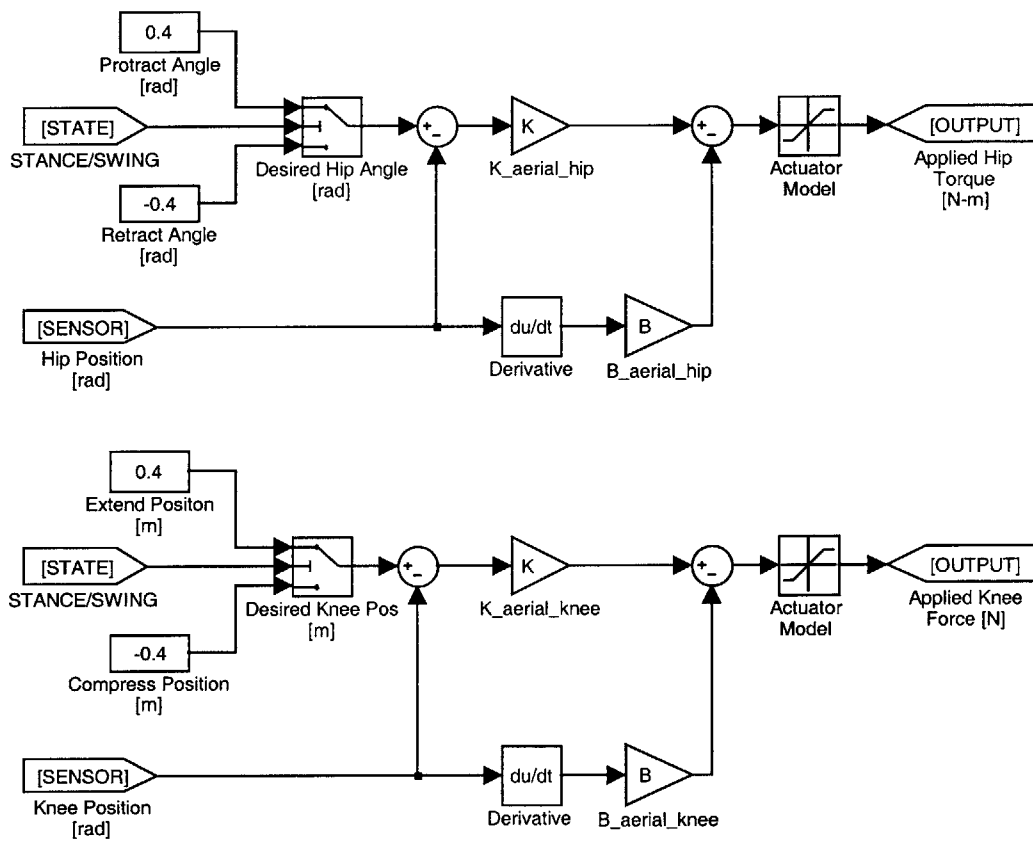 0.4
Protract Angle
[rad]
[STATE]
STANCE/SWING
-0.4
Retract Angle
[rad]
Desired Hip Angle
[rad]
+
−
K
K_aerial_hip
+
−
Actuator
Model
[OUTPUT]
Applied Hip
Torque
[N-m]
[SENSOR]
Hip Position
[rad]
du/dt
Derivative
B
B_aerial_hip
0.4
Extend Positon
[m]
[STATE]
STANCE/SWING
-0.4
Compress Position
[m]
Desired Knee Pos
[m]
+
−
K
K_aerial_knee
+
−
Actuator
Model
[OUTPUT]
Applied Knee
Force [N]
[SENSOR]
Knee Position
[rad]
du/dt
Derivative
B
B_aerial_knee